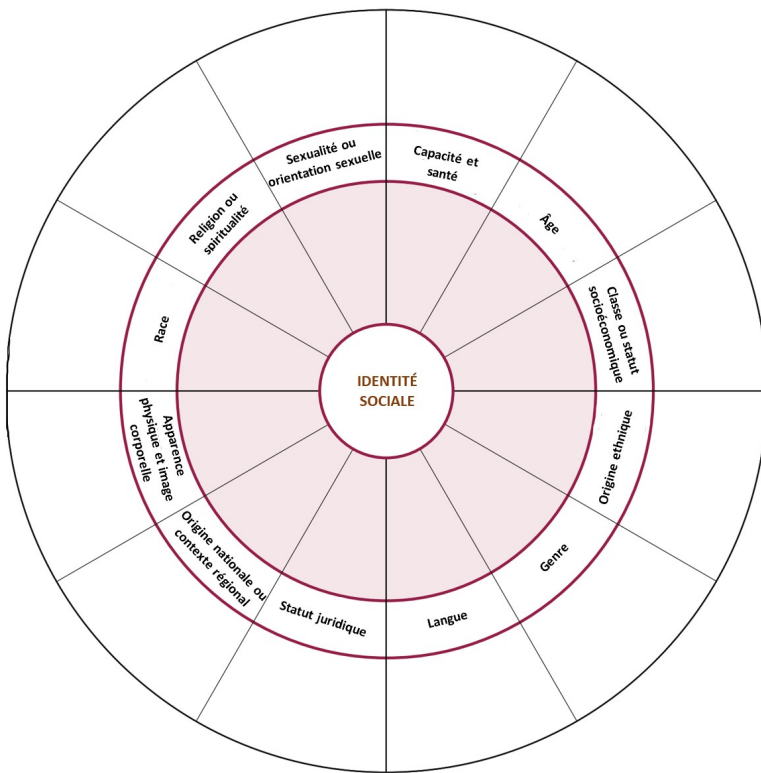 Sexualité ou
orientation sexuelle
Capacité et
santé
Âge
Classe ou statut
socioéconomique
Origine ethnique
Genre
Langue
Statut juridique
Origine nationale ou
contexte régional
Apparence
physique et image
corporelle
Race
Religion ou
spiritualité
IDENTITÉ
SOCIALE